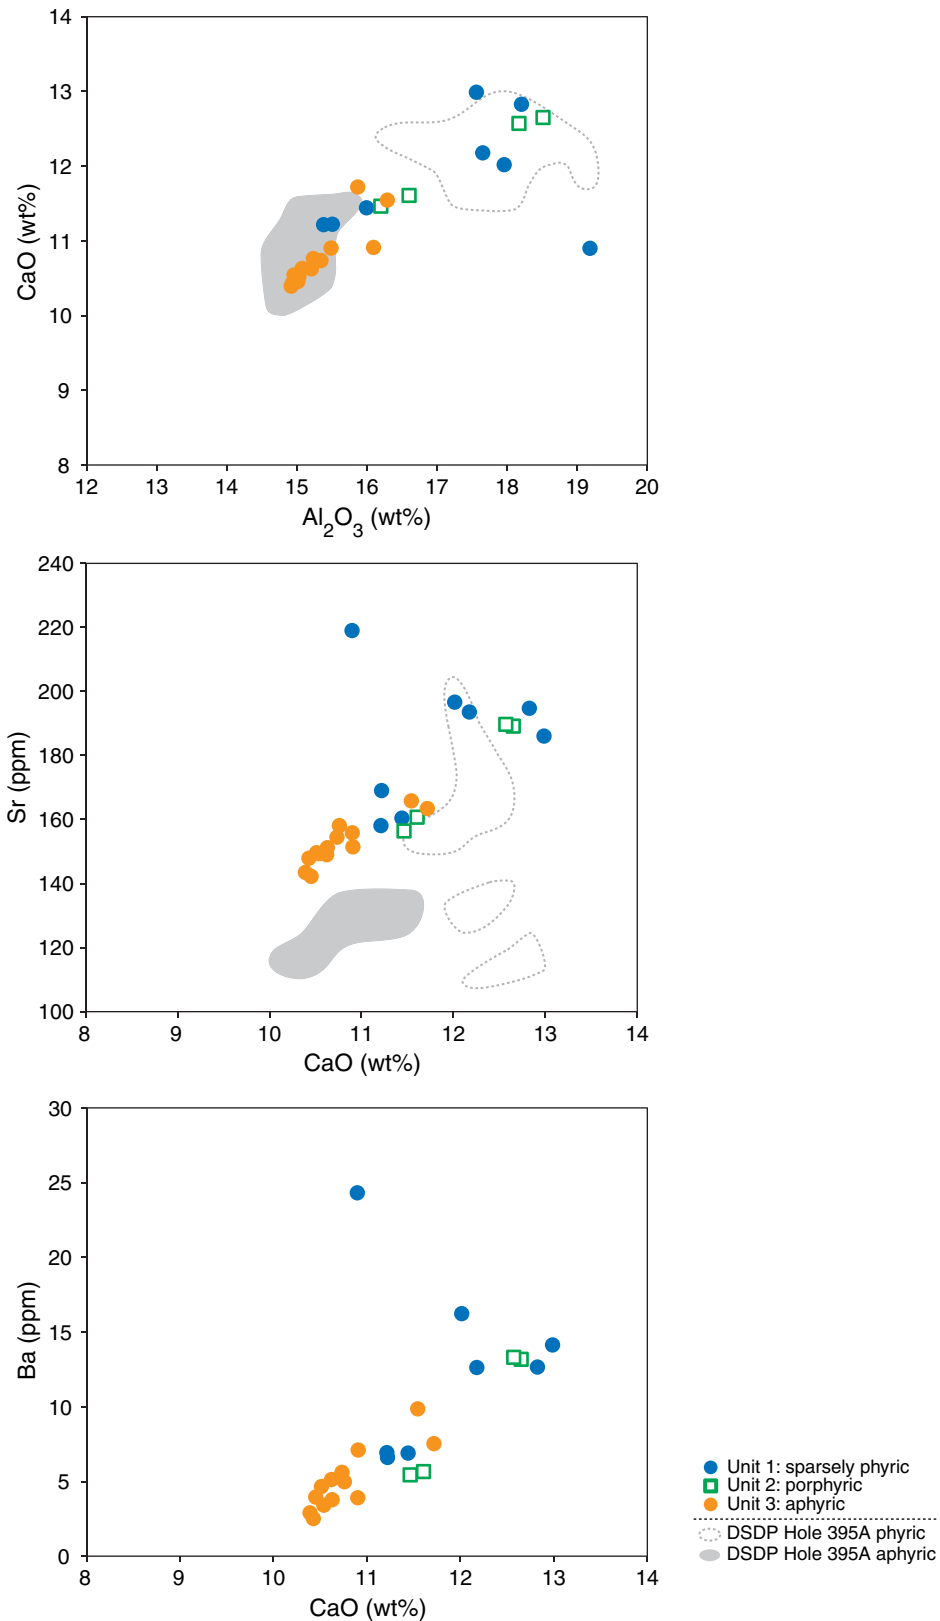 14
13
12
11
10
9
8
CaO (wt%)
12 13 14 15 16 17 18 19 20
Al2O3 (wt%)
240
220
200
180
160
140
120
100
Sr (ppm)
8 9 10 11 12 13 14
CaO (wt%)
30
25
20
15
10
5
0
Ba (ppm)
8 9 10 11 12 13 14
CaO (wt%)
Unit 1: sparsely phyric
Unit 2: porphyric
Unit 3: aphyric
DSDP Hole 395A phyric
DSDP Hole 395A aphyric